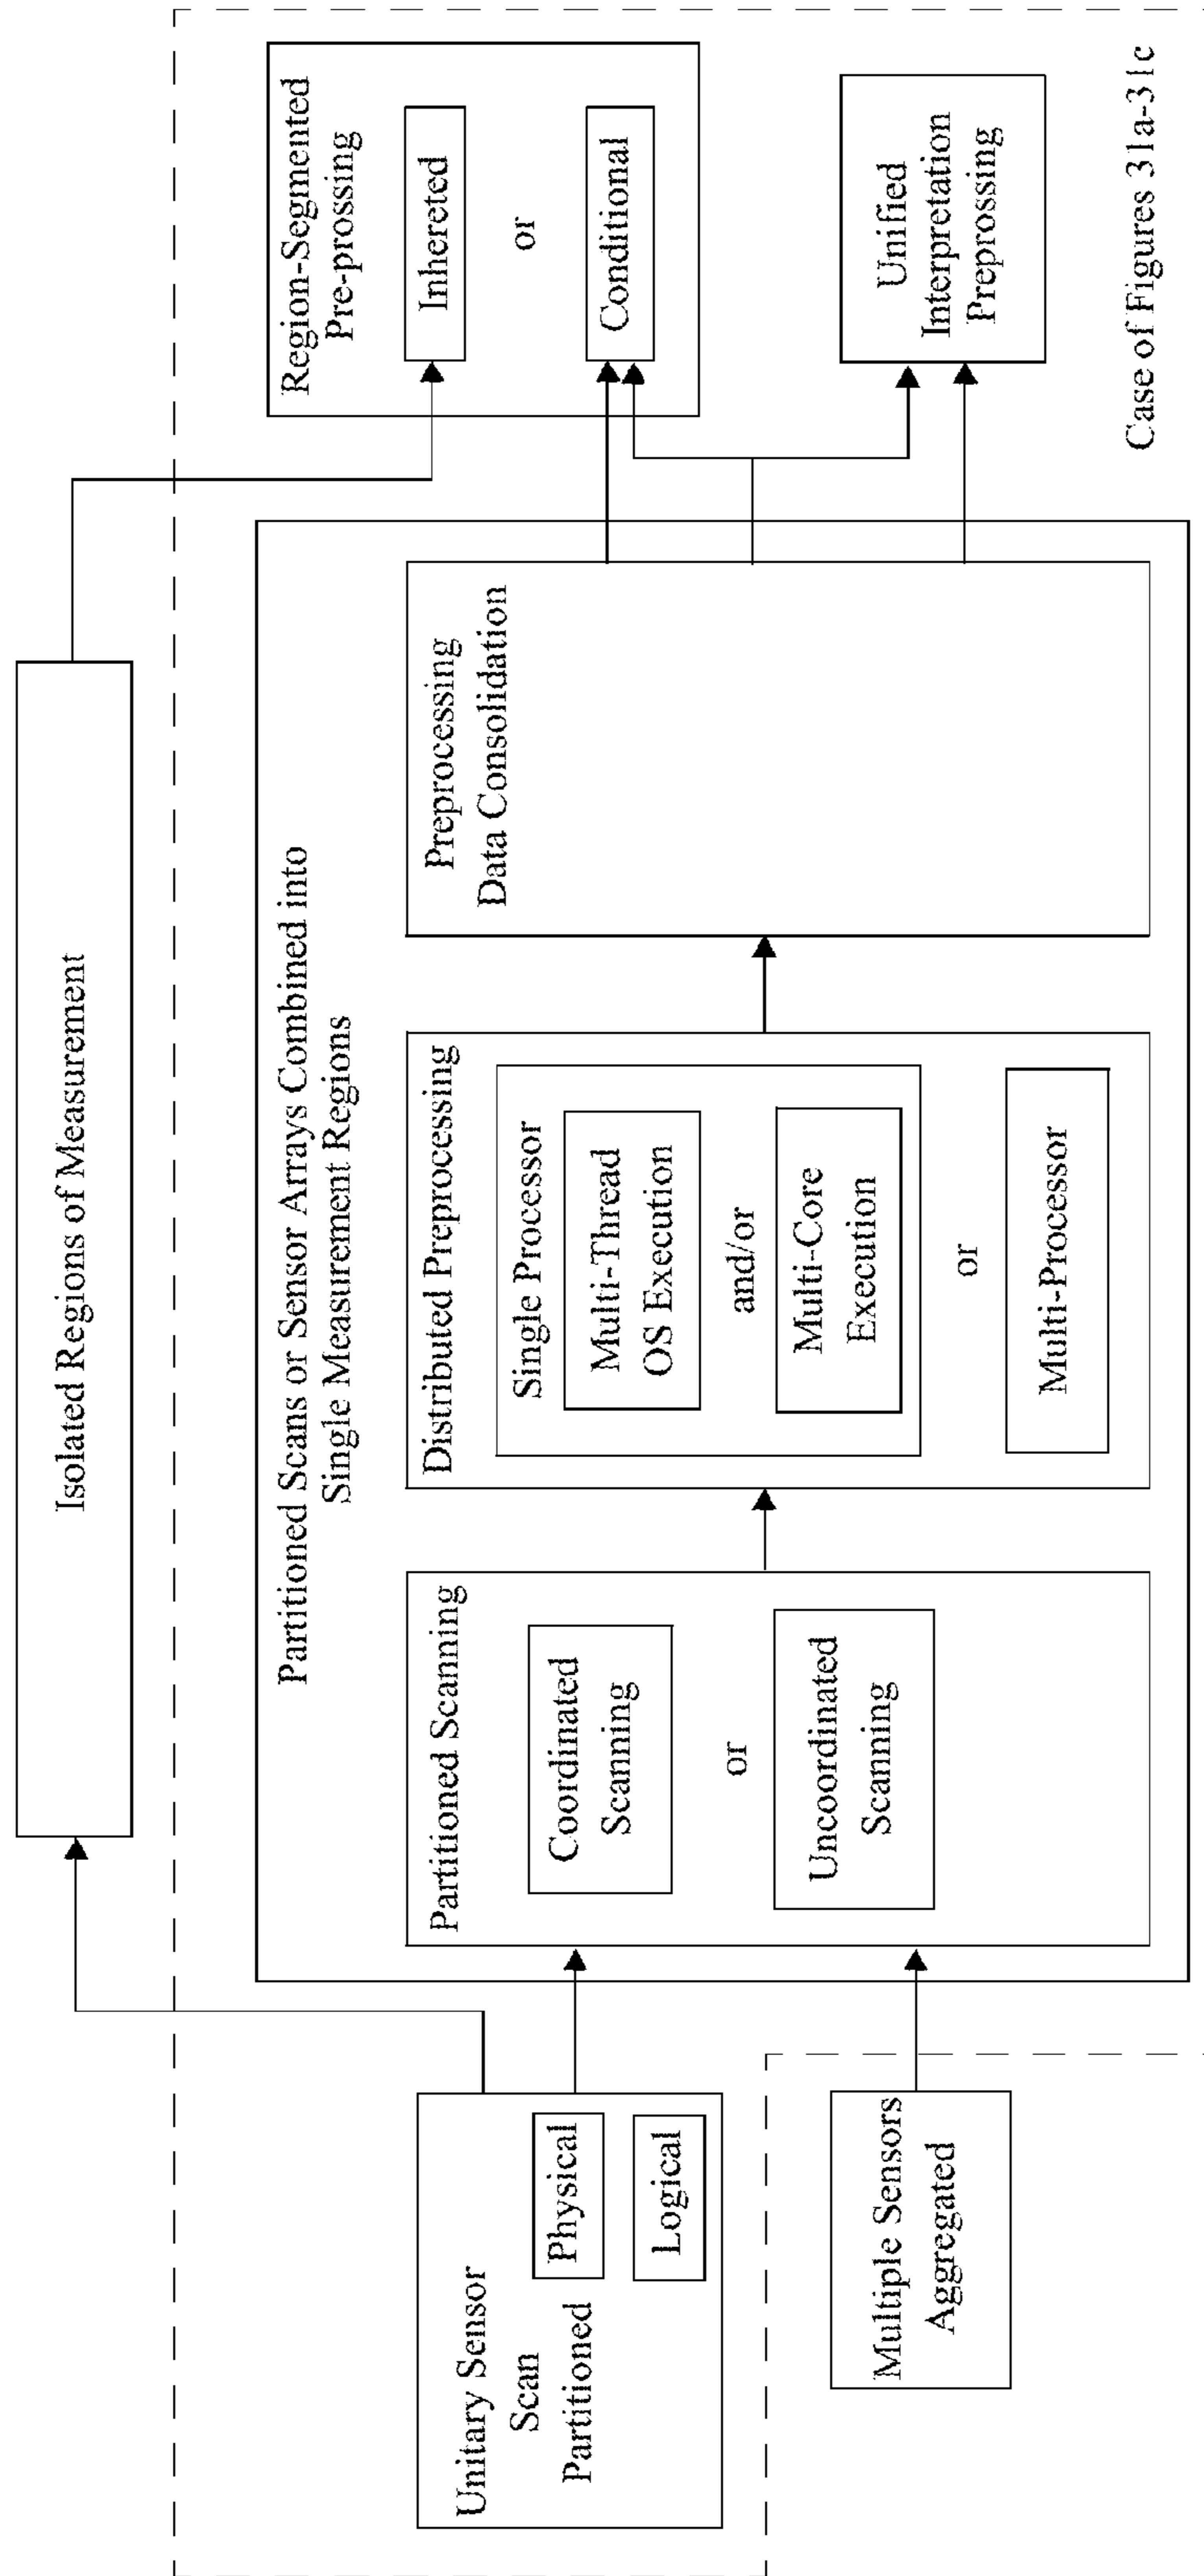 Isolated Regions of Measurement
Partitioned Scans or Sensor Arrays Combined into
Single Measurement Regions
Unitary Sensor
Scan
Partitioned
Physical
Logical
Multiple Sensors
Aggregated
Partitioned Scanning
Coordinated
Scanning
or
Uncoordinated
Scanning
Distributed Preprocessing
Single Processor
Multi-Thread
OS Execution
and/or
Multi-Core
Execution
or
Multi-Processor
Preprocessing
Data Consolidation
Region-Segmented
Pre-prossing
Inhereted
or
Conditional
Unified
Interpretation
Preprossing
Case of Figures 31a-31c